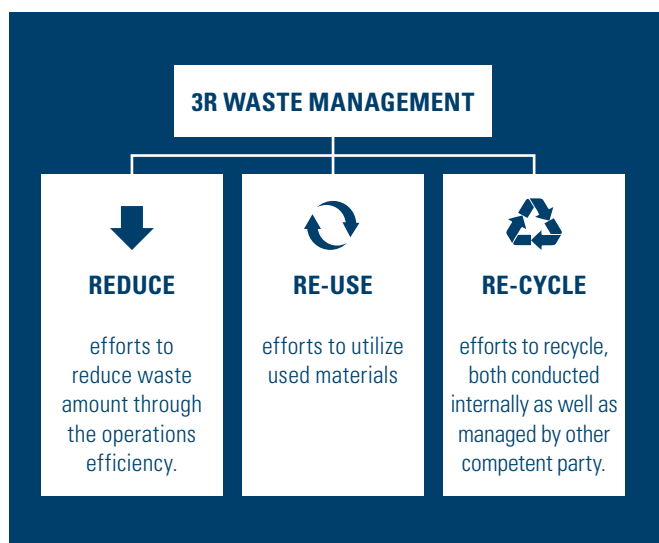 3R WASTE MANAGEMENT
REDUCE
efforts to
reduce waste
amount through
the operations
efficiency.
RE-USE
efforts to utilize
used materials
RE-CYCLE
efforts to recycle,
both conducted
internally as well as
managed by other
competent party.